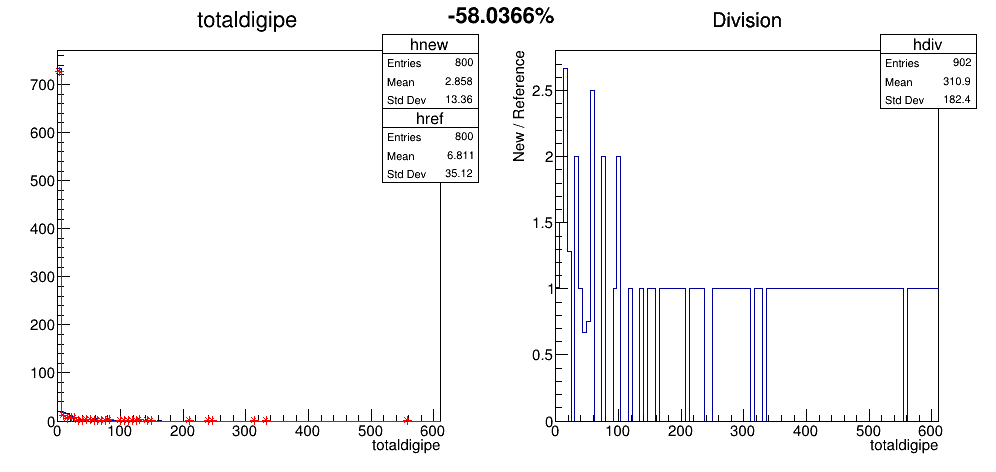 -58.0366%
totaldigipe
hnew
Entries 800
Mean 2.858
Std Dev 13.36
href
Entries 800
Mean 6.811
Std Dev 35.12
700
600
500
400
300
200
100
0
0 100 200 300 400 500 600
totaldigipe
Division
hdiv
Entries 902
Mean 310.9
Std Dev 182.4
New / Reference
2.5
2
1.5
1
0.5
0
0 100 200 300 400 500 600
totaldigipe